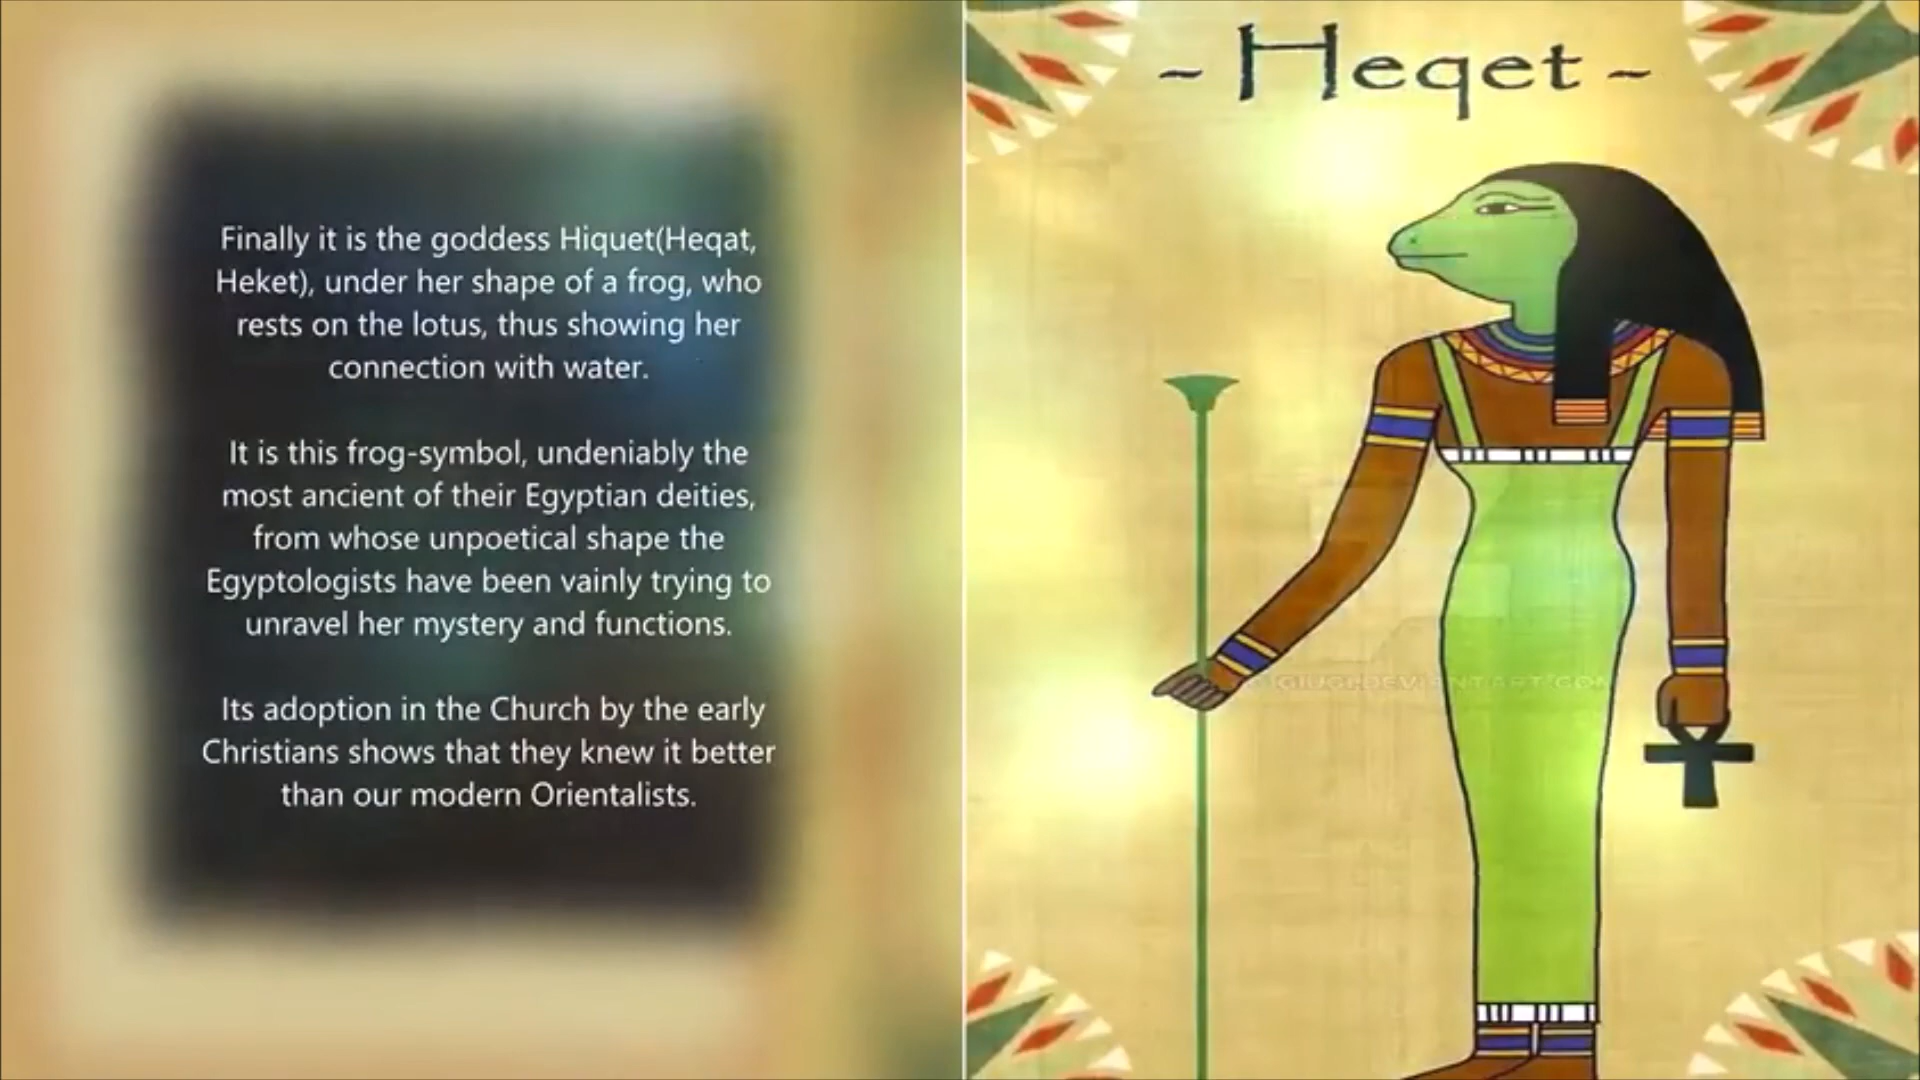 Finally it is the goddess Hiquet(Heqat,
Heket), under her shape of a frog, who
rests on the lotus, thus showing her
connection with water.
It is this frog-symbol, undeniably the
most ancient of their Egyptian deities,
from whose unpoetical shape the
Egyptologists have been vainly trying to
unravel her mystery and functions.
Its adoption in the Church by the early
Christians shows that they knew it better
than our modern Orientalists.
~ Heqet ~